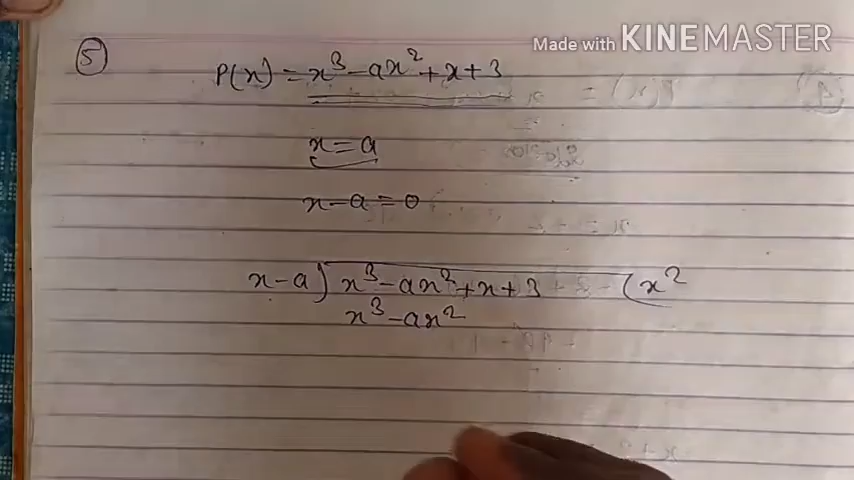 Made with KINEMASTER
5
P(x) = x³ - ax² + x + 3
x = a
x - a = 0
x - a ) x³ - ax² + x + 3 ( x²
x³ - ax²